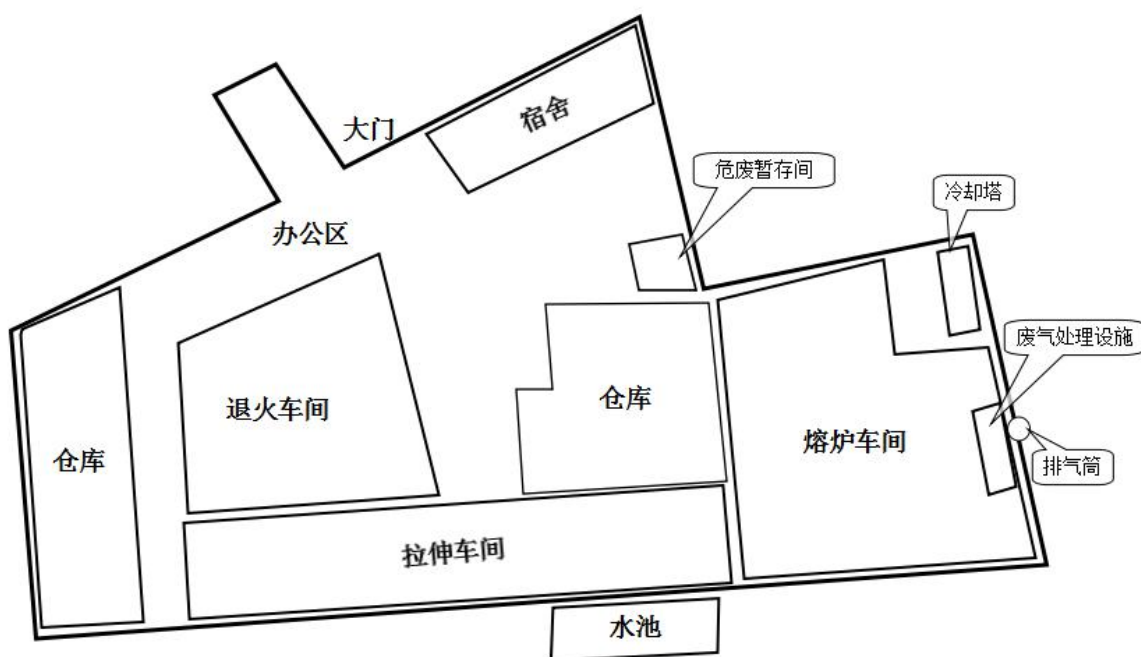 宿舍
大门
危废暂存间
冷却塔
办公区
废气处理设施
仓库
退火车间
熔炉车间
仓库
排气筒
拉伸车间
水池